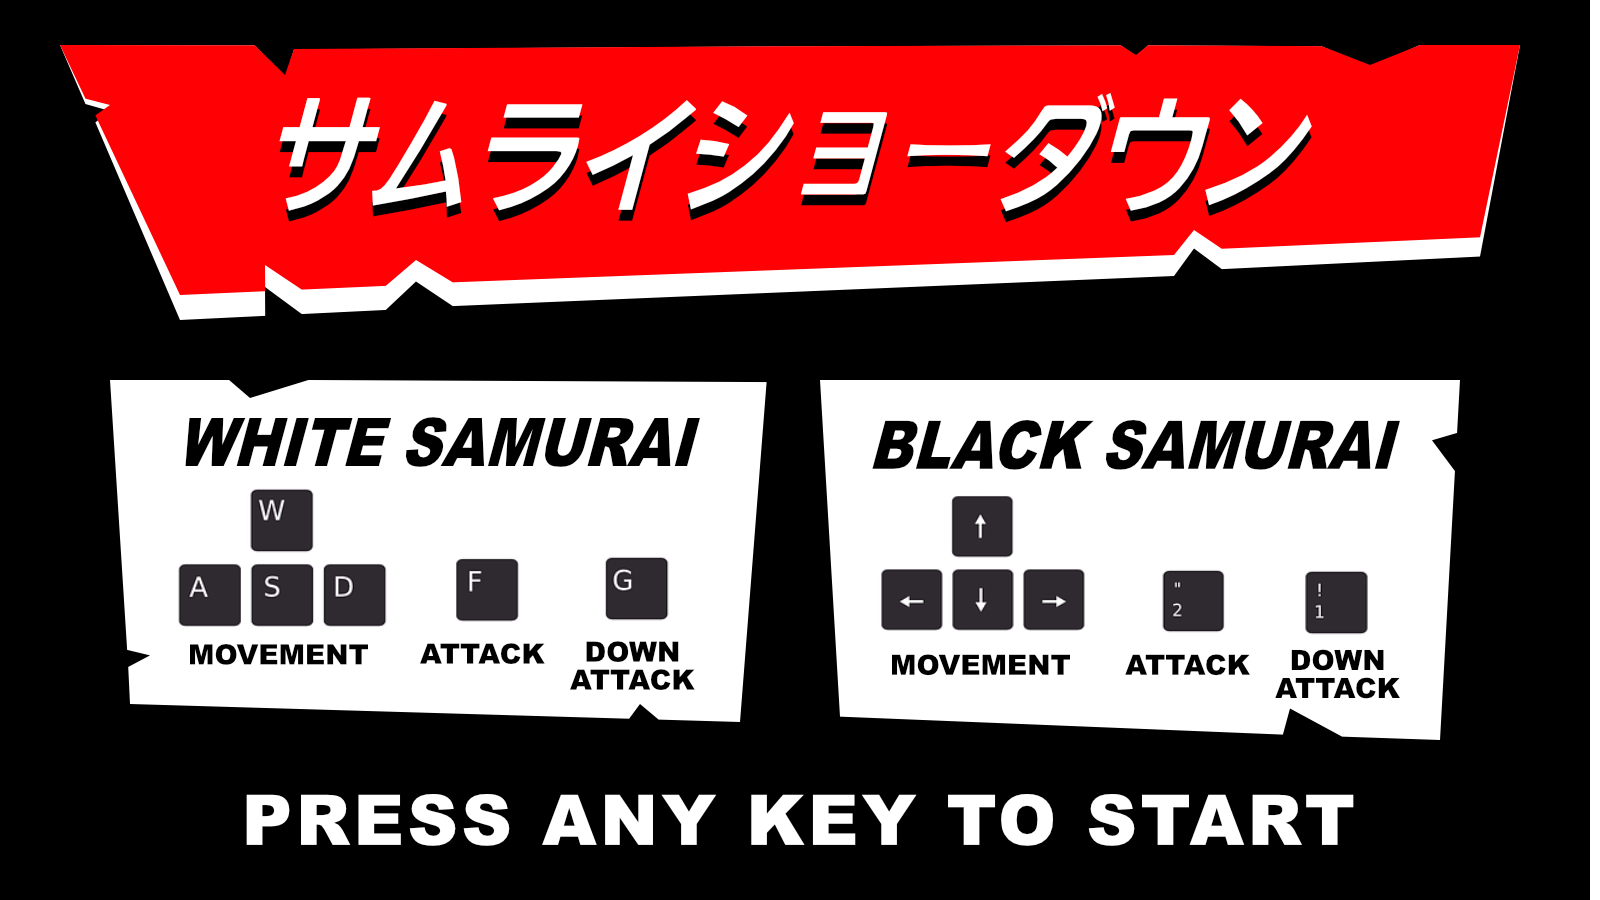 サムライショーダウン
WHITE SAMURAI
W
A S D
F
G
MOVEMENT
ATTACK
DOWN
ATTACK
BLACK SAMURAI
↑
← ↓ →
"
2
!
1
MOVEMENT
ATTACK
DOWN
ATTACK
PRESS ANY KEY TO START